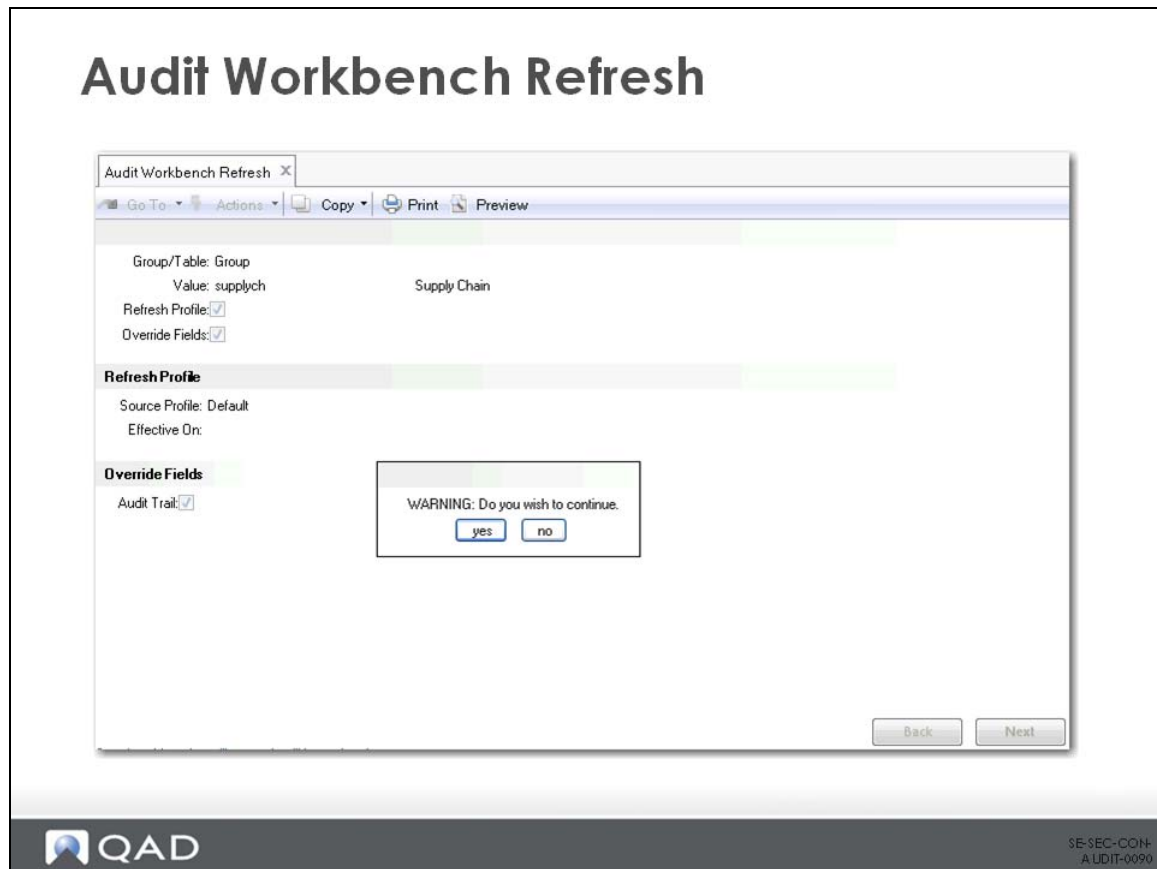 Audit Workbench Refresh
Audit Workbench Refresh X
Go To Actions Copy Print Preview
Group/Table: Group
Value: supplych Supply Chain
Refresh Profile:
Override Fields:
Refresh Profile
Source Profile: Default
Effective On:
Override Fields
Audit Trail:
WARNING: Do you wish to continue.
yes no
Back Next
QAD
SE-SEC-CON-
AUDIT-0090